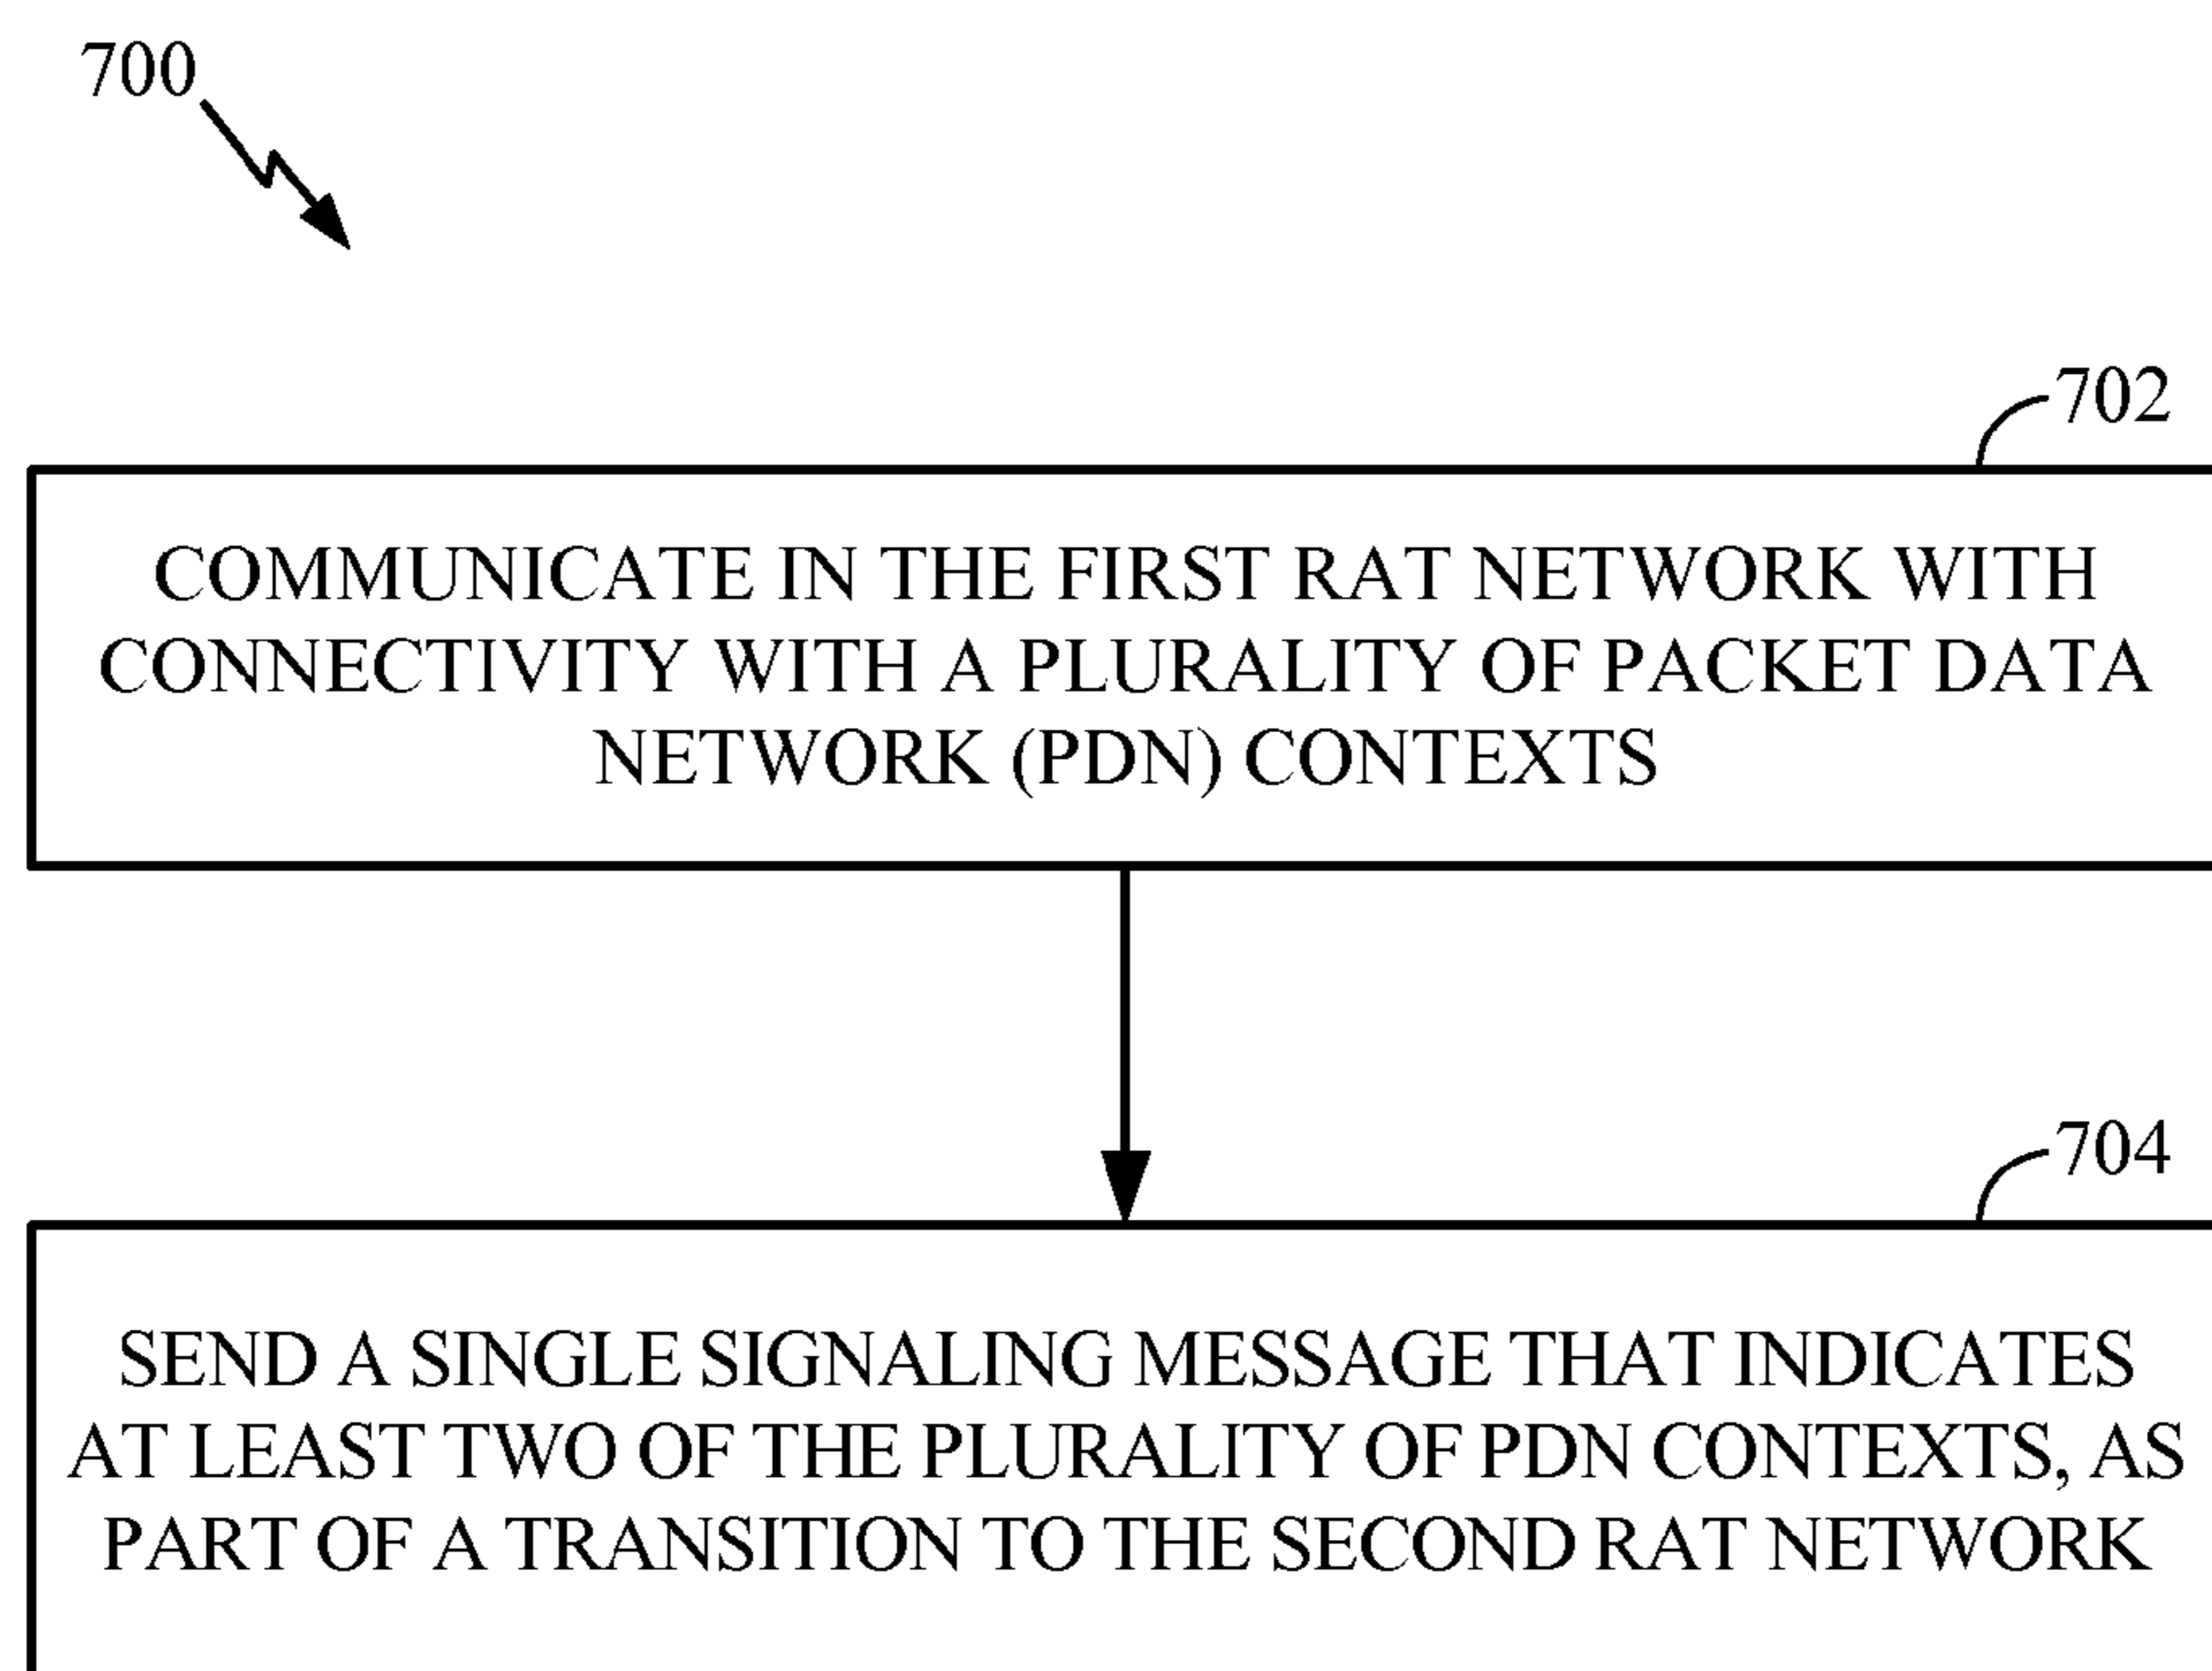 700
702
COMMUNICATE IN THE FIRST RAT NETWORK WITH
CONNECTIVITY WITH A PLURALITY OF PACKET DATA
NETWORK (PDN) CONTEXTS
704
SEND A SINGLE SIGNALING MESSAGE THAT INDICATES
AT LEAST TWO OF THE PLURALITY OF PDN CONTEXTS, AS
PART OF A TRANSITION TO THE SECOND RAT NETWORK